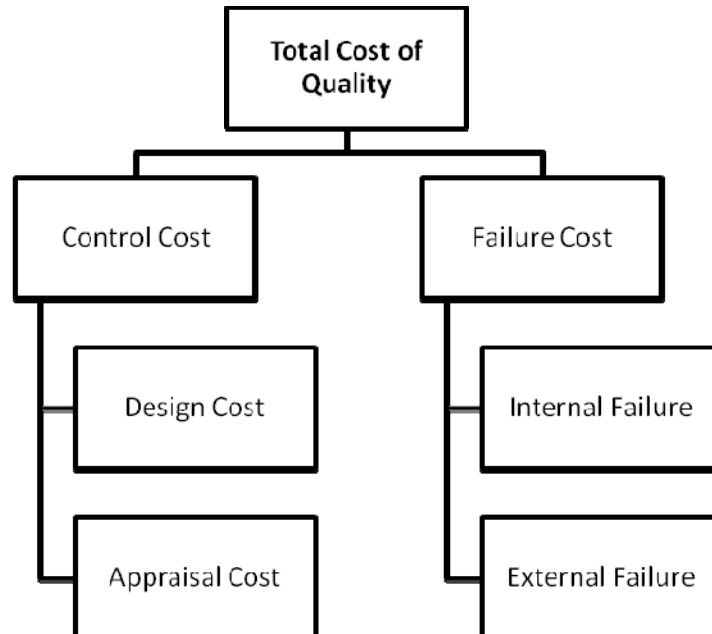 Total Cost of
Quality
Control Cost
Failure Cost
Design Cost
Internal Failure
Appraisal Cost
External Failure